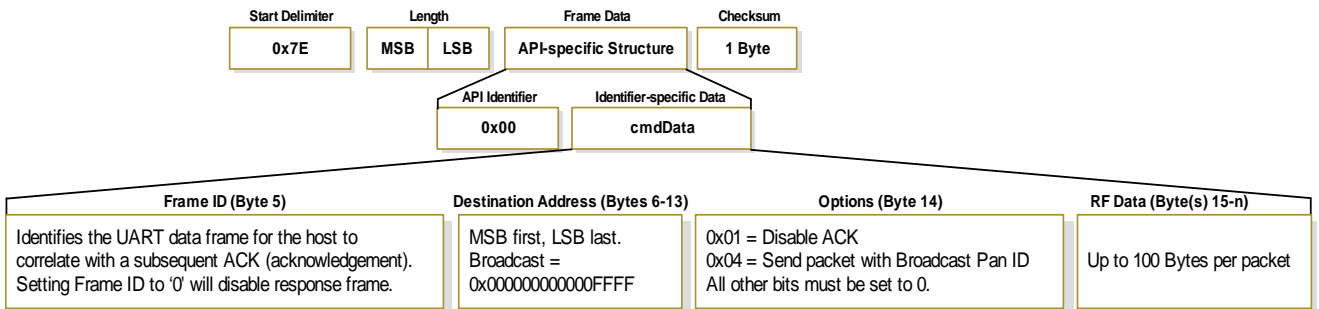 Start Delimiter Length Frame Data Checksum
0x7E MSB LSB API-specific Structure 1 Byte
API Identifier Identifier-specific Data
0x00 cmdData
Frame ID (Byte 5)
Identifies the UART data frame for the host to
correlate with a subsequent ACK (acknowledgement).
Setting Frame ID to ‘0’ will disable response frame.
Destination Address (Bytes 6-13)
MSB first, LSB last.
Broadcast =
0x000000000000FFFF
Options (Byte 14)
0x01 = Disable ACK
0x04 = Send packet with Broadcast Pan ID
All other bits must be set to 0.
RF Data (Byte(s) 15-n)
Up to 100 Bytes per packet